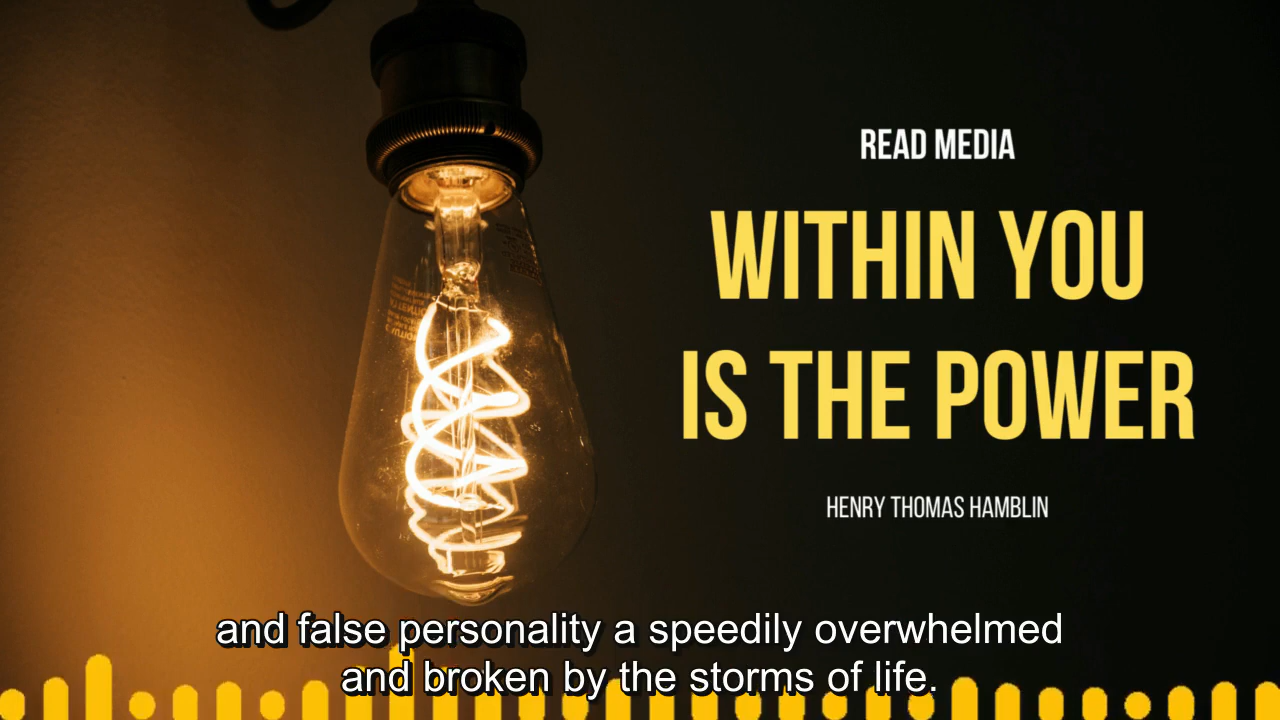 READ MEDIA
WITHIN YOU
IS THE POWER
HENRY THOMAS HAMBLIN
and false personality a speedily overwhelmed
and broken by the storms of life.